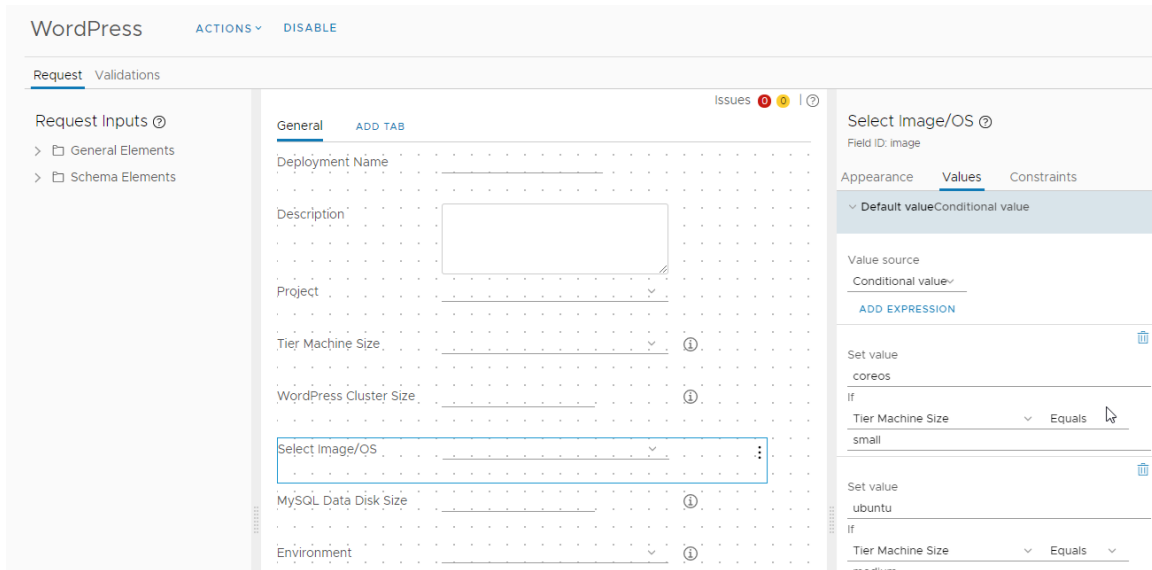 WordPress ACTIONS DISABLE
Request Validations
Request Inputs
General Elements
Schema Elements
Issues 0 0
General ADD TAB
Deployment Name
Description
Project
Tier Machine Size
WordPress Cluster Size
Select Image/OS
MySQL Data Disk Size
Environment
Select Image/OS
Field ID: image
Appearance Values Constraints
Default valueConditional value
Value source
Conditional value
ADD EXPRESSION
Set value
coreos
If
Tier Machine Size Equals
small
Set value
ubuntu
If
Tier Machine Size Equals